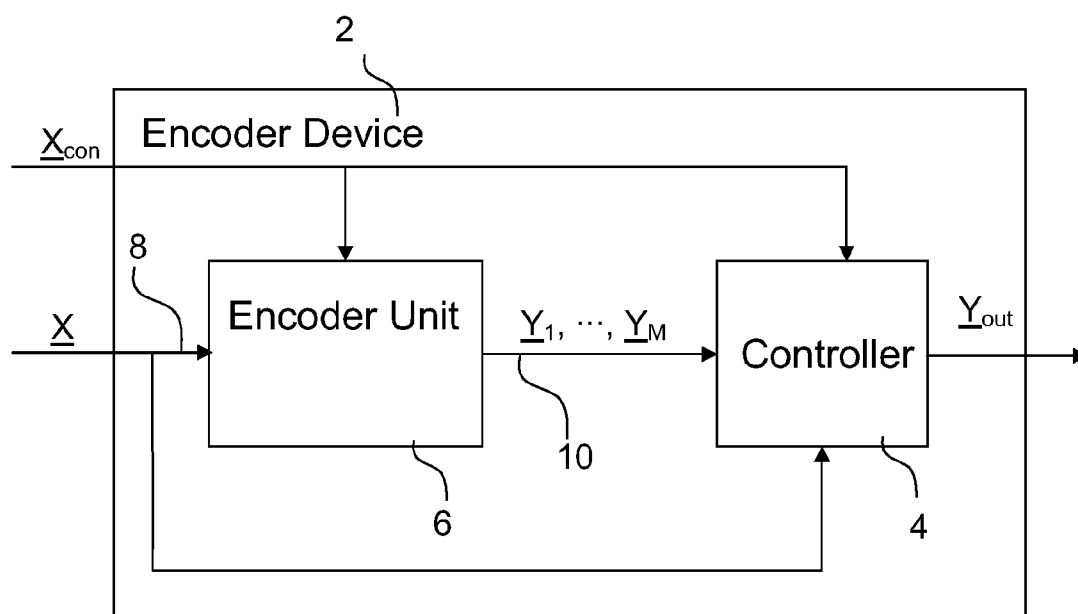 2
Encoder Device
X_con
8
X
Encoder Unit
Y_1, ···, Y_M
Controller
Y_out
10
6
4